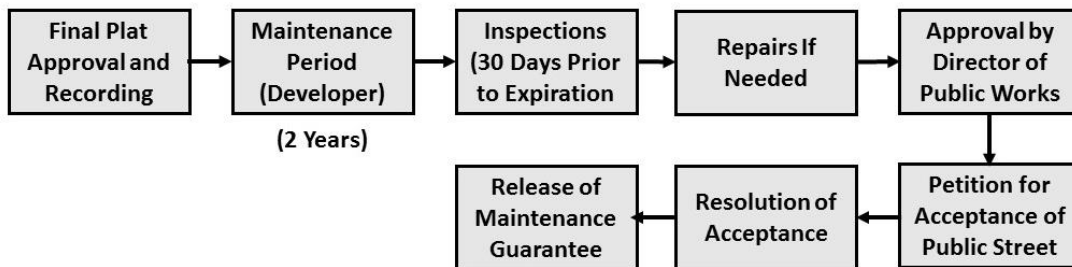 Final Plat
Approval and
Recording
Maintenance
Period
(Developer)
(2 Years)
Inspections
(30 Days Prior
to Expiration
Repairs If
Needed
Approval by
Director of
Public Works
Petition for
Acceptance of
Public Street
Resolution of
Acceptance
Release of
Maintenance
Guarantee